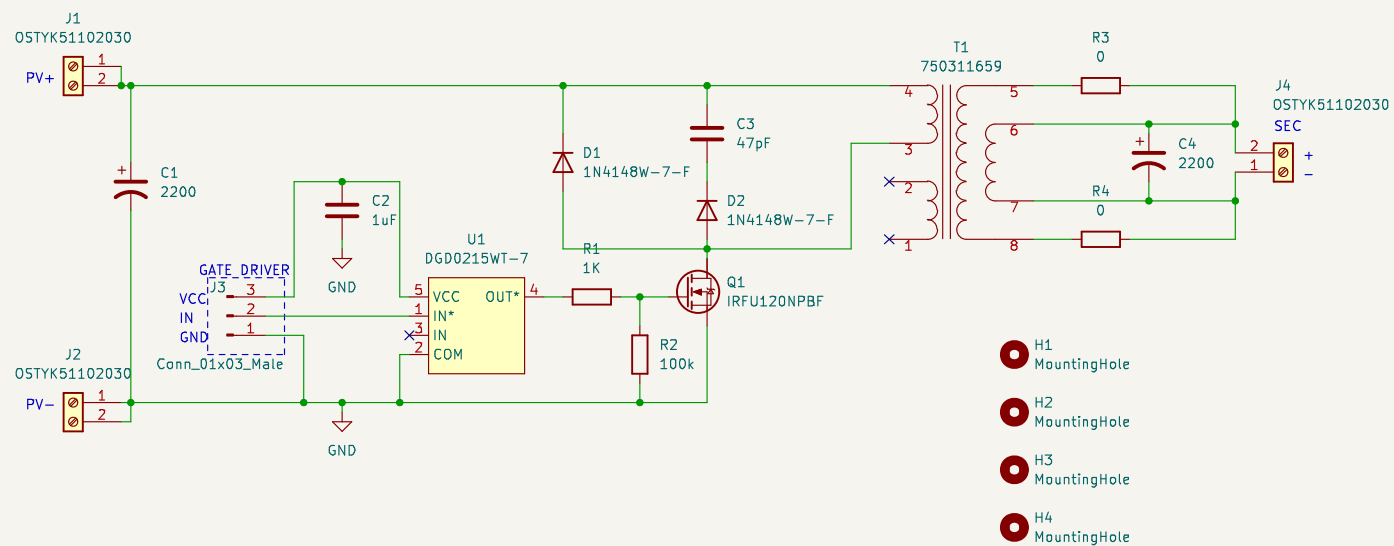 J1
OSTYK51102030
PV+
1
2
C1
2200
J2
OSTYK51102030
PV-
1
2
GATE_DRIVER
J3
VCC
IN
GND
3
2
1
Conn_01x03_Male
C2
1uF
GND
GND
U1
DGD0215WT-7
5
1
3
2
VCC
IN*
IN
COM
OUT*
4
R1
1K
R2
100k
D1
1N4148W-7-F
C3
47pF
D2
1N4148W-7-F
Q1
IRFU120NPBF
T1
750311659
4
3
2
1
5
6
7
8
R3
0
C4
2200
R4
0
J4
OSTYK51102030
SEC
2
1
+
-
H1
MountingHole
H2
MountingHole
H3
MountingHole
H4
MountingHole